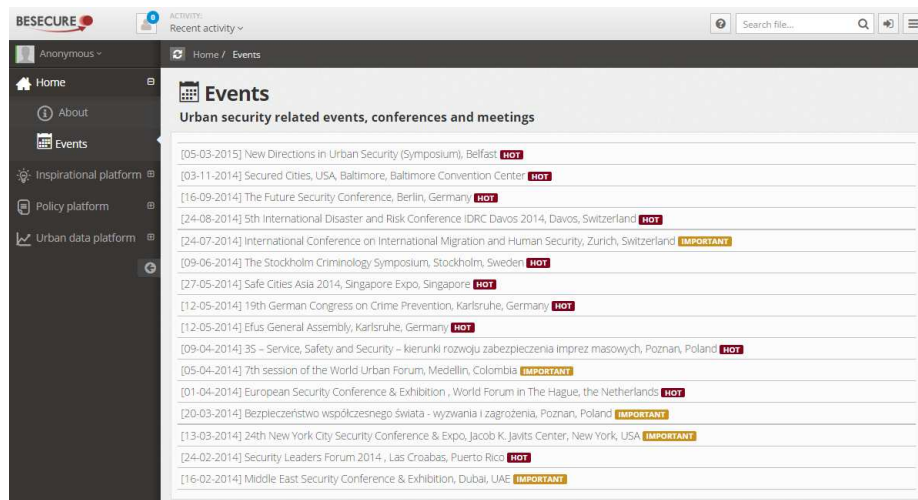 BESECURE
0
ACTIVITY:
Recent activity
Search file...
Anonymous
Home / Events
Home
About
Events
Inspirational platform
Policy platform
Urban data platform
Events
Urban security related events, conferences and meetings
[05-03-2015] New Directions in Urban Security (Symposium), Belfast HOT
[03-11-2014] Secured Cities, USA, Baltimore, Baltimore Convention Center HOT
[16-09-2014] The Future Security Conference, Berlin, Germany HOT
[24-08-2014] 5th International Disaster and Risk Conference IDRC Davos 2014, Davos, Switzerland HOT
[24-07-2014] International Conference on International Migration and Human Security, Zurich, Switzerland IMPORTANT
[09-06-2014] The Stockholm Criminology Symposium, Stockholm, Sweden HOT
[27-05-2014] Safe Cities Asia 2014, Singapore Expo, Singapore HOT
[12-05-2014] 19th German Congress on Crime Prevention, Karlsruhe, Germany HOT
[12-05-2014] Efus General Assembly, Karlsruhe, Germany HOT
[09-04-2014] 3S – Service, Safety and Security – kierunki rozwoju zabezpieczenia imprez masowych, Poznan, Poland HOT
[05-04-2014] 7th session of the World Urban Forum, Medellin, Colombia IMPORTANT
[01-04-2014] European Security Conference & Exhibition , World Forum in The Hague, the Netherlands HOT
[20-03-2014] Bezpieczeństwo współczesnego świata - wyzwania i zagrożenia, Poznan, Poland IMPORTANT
[13-03-2014] 24th New York City Security Conference & Expo, Jacob K. Javits Center, New York, USA IMPORTANT
[24-02-2014] Security Leaders Forum 2014 , Las Croabas, Puerto Rico HOT
[16-02-2014] Middle East Security Conference & Exhibition, Dubai, UAE IMPORTANT